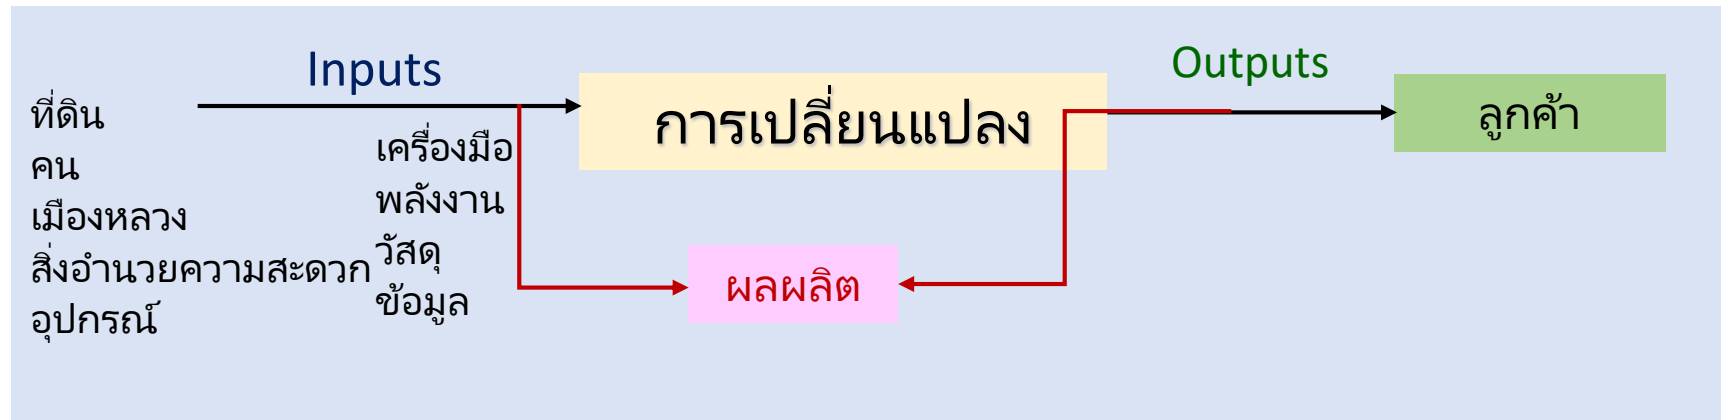 Inputs
Outputs
การเปลี่ยนแปลง
ลูกค้า
ที่ดิน
คน
เมืองหลวง
สิ่งอำนวยความสะดวก
อุปกรณ์
เครื่องมือ
พลังงาน
วัสดุ
ข้อมูล
ผลผลิต